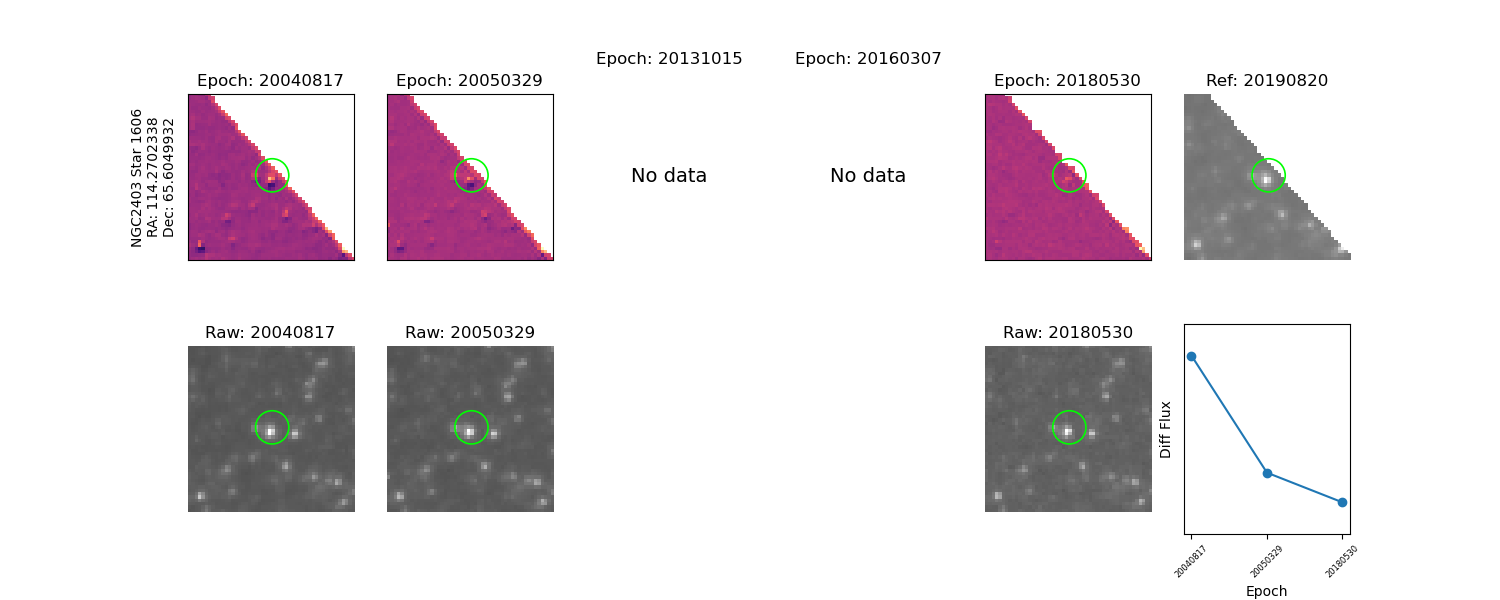 Epoch: 20131015
Epoch: 20160307
Epoch: 20040817
Epoch: 20050329
Epoch: 20180530
Ref: 20190820
NGC2403 Star 1606
RA: 114.2702338
Dec: 65.6049932
No data
No data
Raw: 20040817
Raw: 20050329
Raw: 20180530
Diff Flux
20040817
20050329
20180530
Epoch